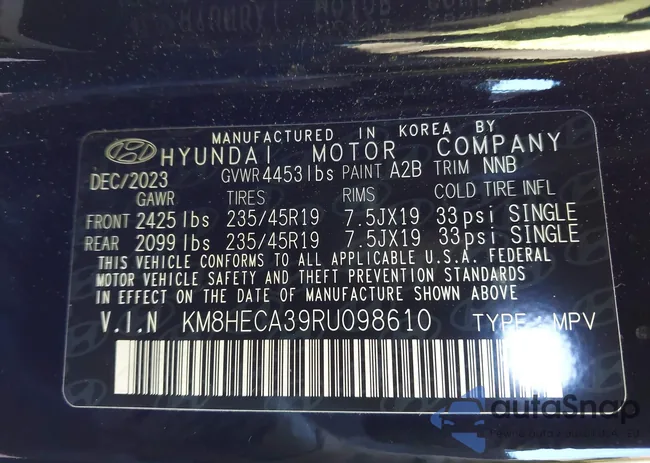 MANUFACTURED IN KOREA BY
HYUNDAI MOTOR COMPANY
DEC/2023 GVWR 4453lbs PAINT A2B TRIM NNB
GAWR TIRES RIMS COLD TIRE INFL
FRONT 2425 lbs 235/45R19 7.5JX19 33psi SINGLE
REAR 2099 lbs 235/45R19 7.5JX19 33psi SINGLE
THIS VEHICLE CONFORMS TO ALL APPLICABLE U.S.A. FEDERAL
MOTOR VEHICLE SAFETY AND THEFT PREVENTION STANDARDS
IN EFFECT ON THE DATE OF MANUFACTURE SHOWN ABOVE
V.I.N KM8HECA39RU098610 TYPE : MPV
autoSnap